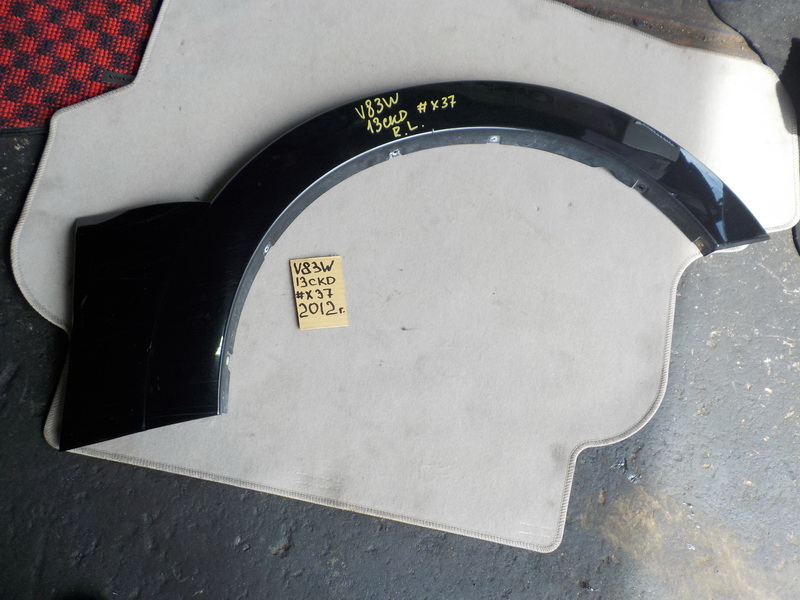 V83W
13CKD #X37
R.L.
V83W
13CKD
#X37
2012г.